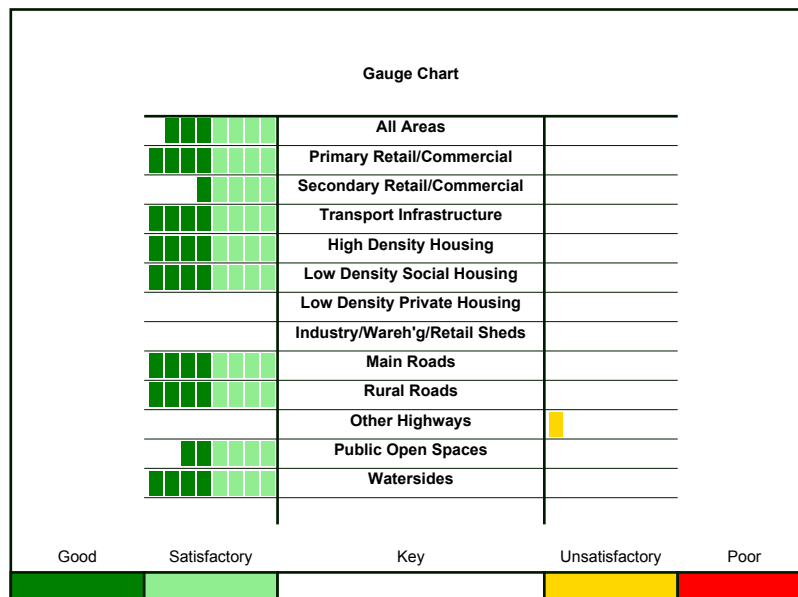 Gauge Chart
All Areas
Primary Retail/Commercial
Secondary Retail/Commercial
Transport Infrastructure
High Density Housing
Low Density Social Housing
Low Density Private Housing
Industry/Wareh'g/Retail Sheds
Main Roads
Rural Roads
Other Highways
Public Open Spaces
Watersides
Good Satisfactory Key Unsatisfactory Poor